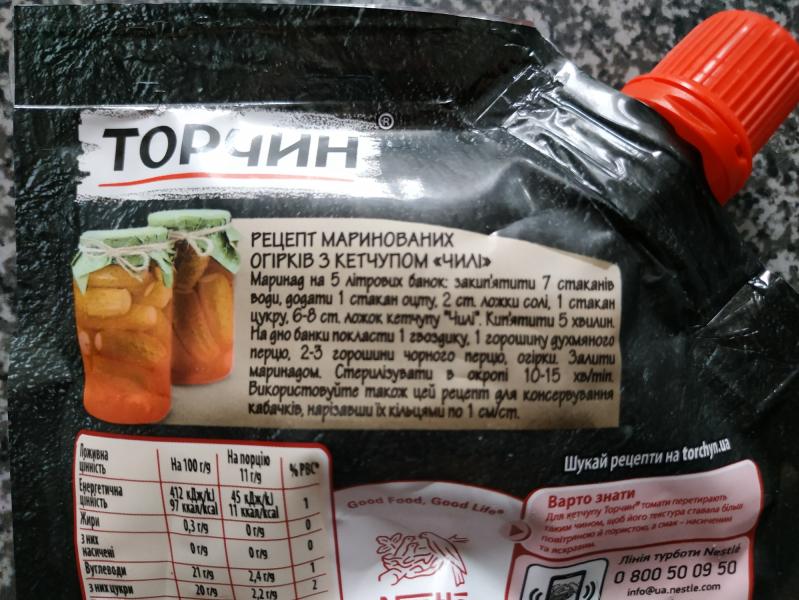 ТОРЧИН®
РЕЦЕПТ МАРИНОВАНИХ
ОГІРКІВ З КЕТЧУПОМ «ЧИЛІ»
Маринад на 5 літрових банок: закип'ятити 7 стаканів
води, додати 1 стакан оцту, 2 ст. ложки солі, 1 стакан
цукру, 6-8 ст. ложок кетчупу "Чилі". Кип'ятити 5 хвилин.
На дно банки покласти 1 гвоздику, 1 горошину духмяного
перцю, 2-3 горошини чорного перцю, огірки. Залити
маринадом. Стерилізувати в окропі 10-15 хв/min.
Використовуйте також цей рецепт для консервування
кабачків, нарізавши їх кільцями по 1 см/cm.
Шукай рецепти на torchyn.ua
Поживна цінність На 100 г/g На порцію 11 г/g % РВС*
Енергетична цінність 412 кДж/kJ 97 ккал/kcal 45 кДж/kJ 11 ккал/kcal 1
Жири 0,3 г/g 0 г/g 0
з них насичені 0 г/g 0 г/g 0
Вуглеводи 21 г/g 2,4 г/g 1
з них цукри 20 г/g 2,2 г/g 2
Good Food, Good Life®
Nestlé
Варто знати
Для кетчупу Торчин® томати перетирають
таким чином, щоб його текстура ставала більш
повітряною й пористою, а смак – насиченим
та яскравим.
Лінія турботи Nestlé
0 800 50 09 50
info@ua.nestle.com